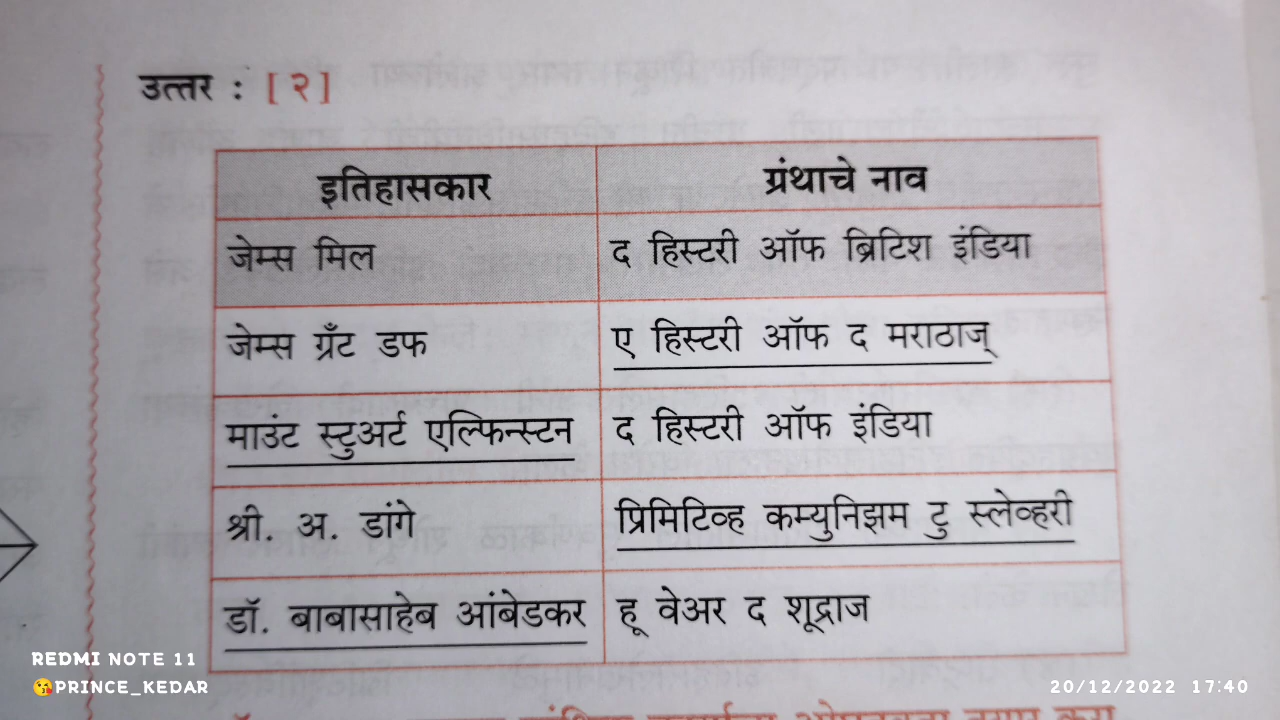 उत्तर : [ २ ]
इतिहासकार ग्रंथाचे नाव
जेम्स मिल द हिस्टरी ऑफ ब्रिटिश इंडिया
जेम्स ग्रँट डफ ए हिस्टरी ऑफ द मराठाज्
माउंट स्टुअर्ट एल्फिन्स्टन द हिस्टरी ऑफ इंडिया
श्री. अ. डांगे प्रिमिटिव्ह कम्युनिझम टु स्लेव्हरी
डॉ. बाबासाहेब आंबेडकर हू वेअर द शूद्राज
REDMI NOTE 11
😘PRINCE_KEDAR
20/12/2022 17:40